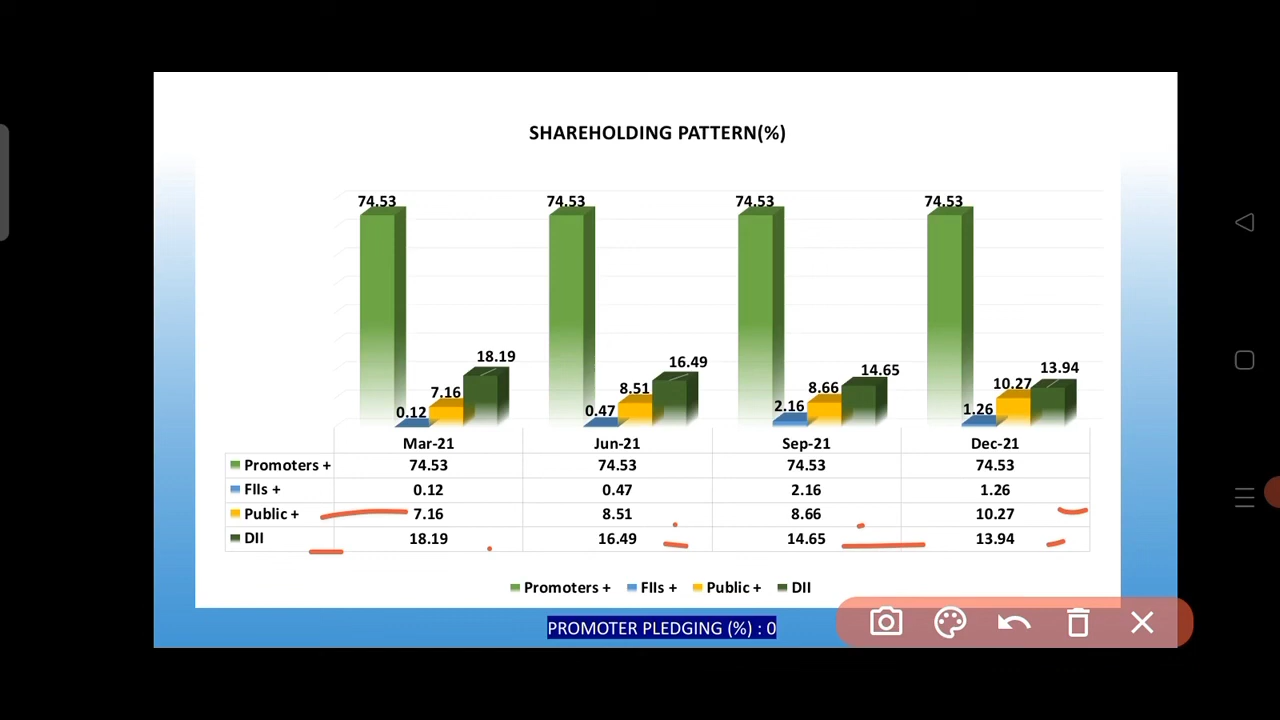 SHAREHOLDING PATTERN(%)
74.53 74.53 74.53 74.53
0.12 7.16 18.19 0.47 8.51 16.49 2.16 8.66 14.65 1.26 10.27 13.94
Mar-21 Jun-21 Sep-21 Dec-21
Promoters + 74.53 74.53 74.53 74.53
FIIs + 0.12 0.47 2.16 1.26
Public + 7.16 8.51 8.66 10.27
DII 18.19 16.49 14.65 13.94
Promoters + FIIs + Public + DII
PROMOTER PLEDGING (%) : 0